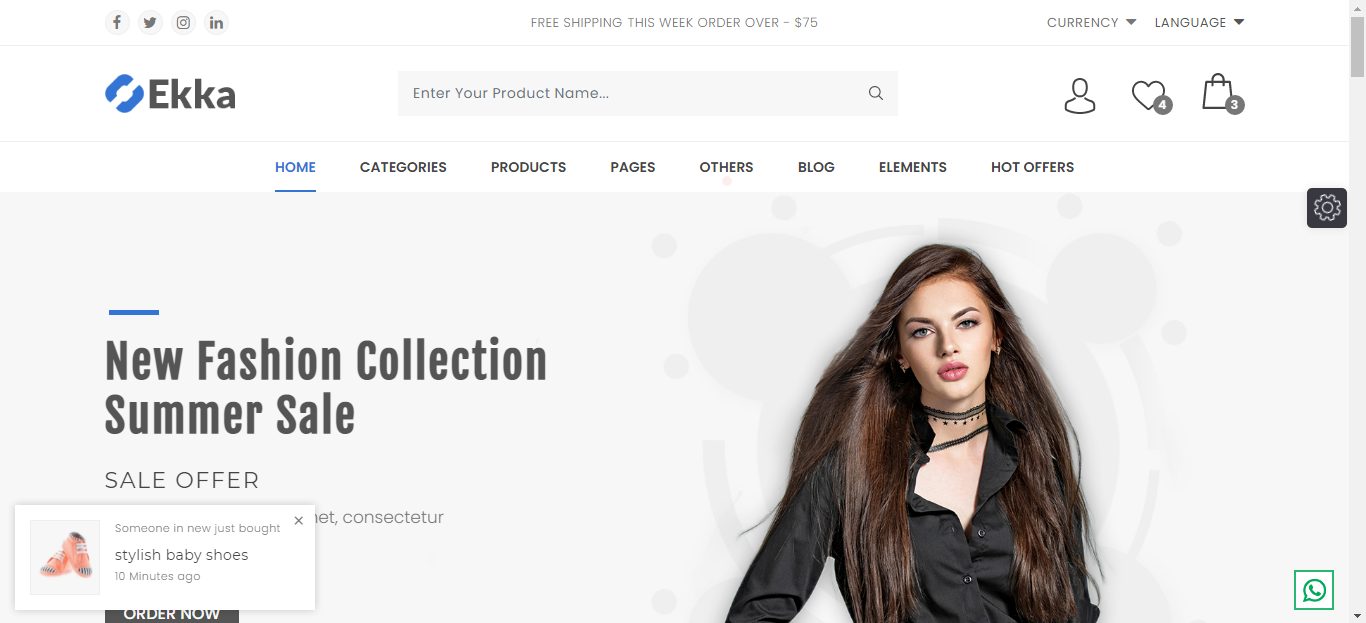 FREE SHIPPING THIS WEEK ORDER OVER - $75
CURRENCY
LANGUAGE
Ekka
Enter Your Product Name...
4
3
HOME
CATEGORIES
PRODUCTS
PAGES
OTHERS
BLOG
ELEMENTS
HOT OFFERS
New Fashion Collection
Summer Sale
SALE OFFER
consectetur
Someone in new just bought
stylish baby shoes
10 Minutes ago
ORDER NOW